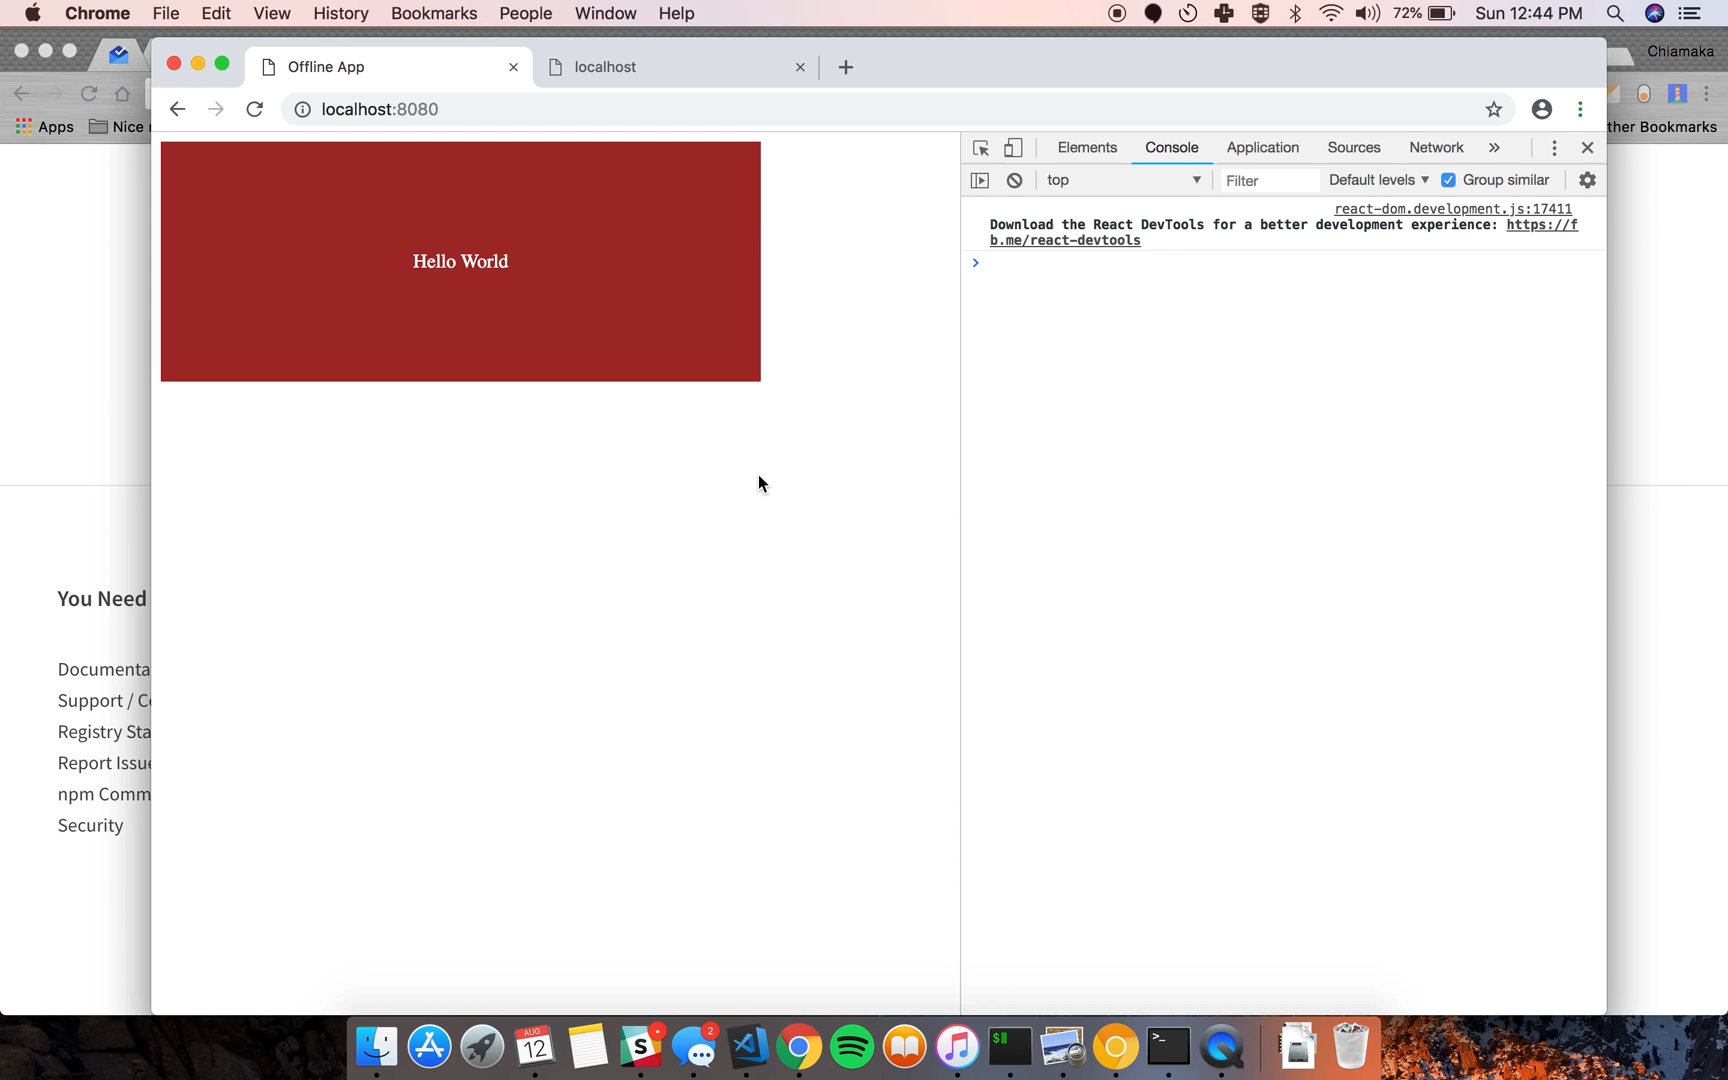 Chrome File Edit View History Bookmarks People Window Help 72% Sun 12:44 PM
Chiamaka
Offline App localhost
localhost:8080
Apps Nice
ther Bookmarks
Elements Console Application Sources Network
top Filter Default levels Group similar
react-dom.development.js:17411
Download the React DevTools for a better development experience: https://f
b.me/react-devtools
Hello World
You Need
Documenta
Support / C
Registry Sta
Report Issue
npm Comm
Security
AUG
12
S
2
$
>_